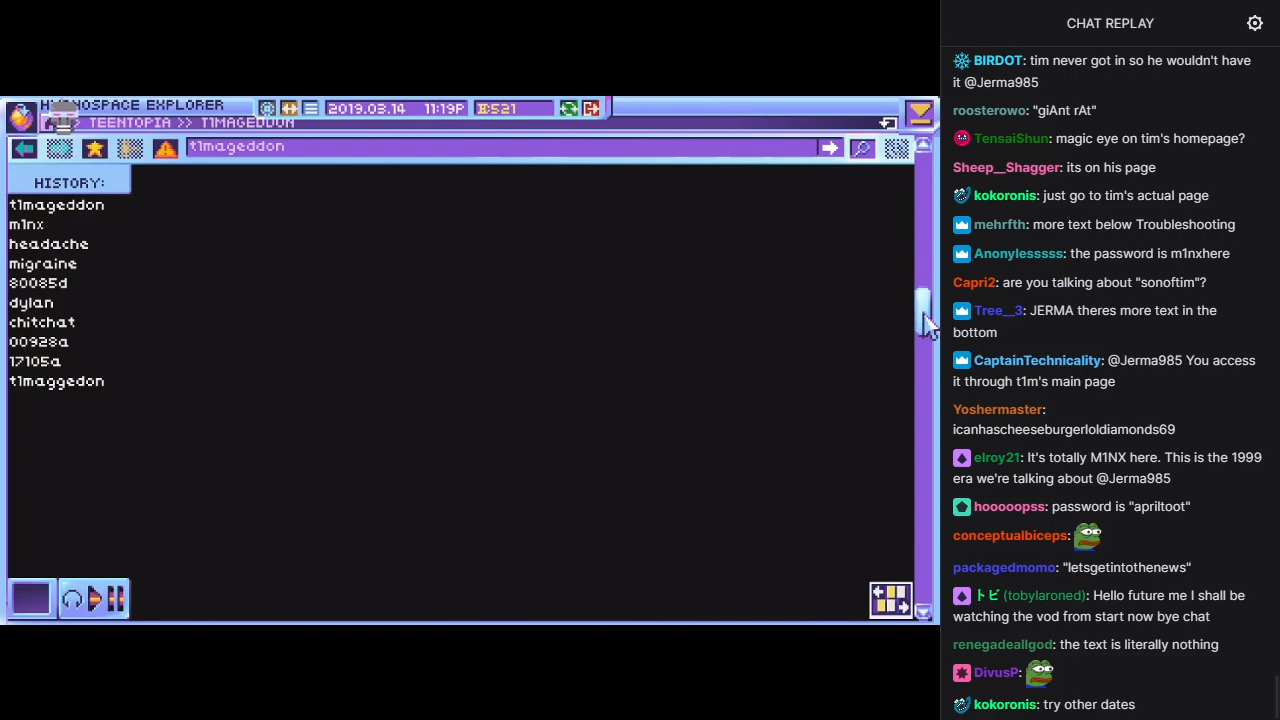 HYPNOSPACE EXPLORER
2019.03.14 11:19P
521
TEENTOPIA >> T1MAGEDDON
t1mageddon
HISTORY:
t1mageddon
m1nx
headache
migraine
80085d
dylan
chitchat
00928a
17105a
t1maggedon
CHAT REPLAY
BIRDOT: tim never got in so he wouldn't have
it @Jerma985
roosterowo: "giAnt rAt"
TensaiShun: magic eye on tim's homepage?
Sheep__Shagger: its on his page
kokoronis: just go to tim's actual page
mehrfth: more text below Troubleshooting
Anonylesssss: the password is m1nxhere
Capri2: are you talking about "sonoftim"?
Tree__3: JERMA theres more text in the
bottom
CaptainTechnicality: @Jerma985 You access
it through t1m's main page
Yoshermaster:
icanhascheeseburgerloldiamonds69
elroy21: It's totally M1NX here. This is the 1999
era we're talking about @Jerma985
hooooopss: password is "apriltoot"
conceptualbiceps:
packagedmomo: "letsgetintothenews"
トビ (tobylaroned): Hello future me I shall be
watching the vod from start now bye chat
renegadeallgod: the text is literally nothing
DivusP:
kokoronis: try other dates